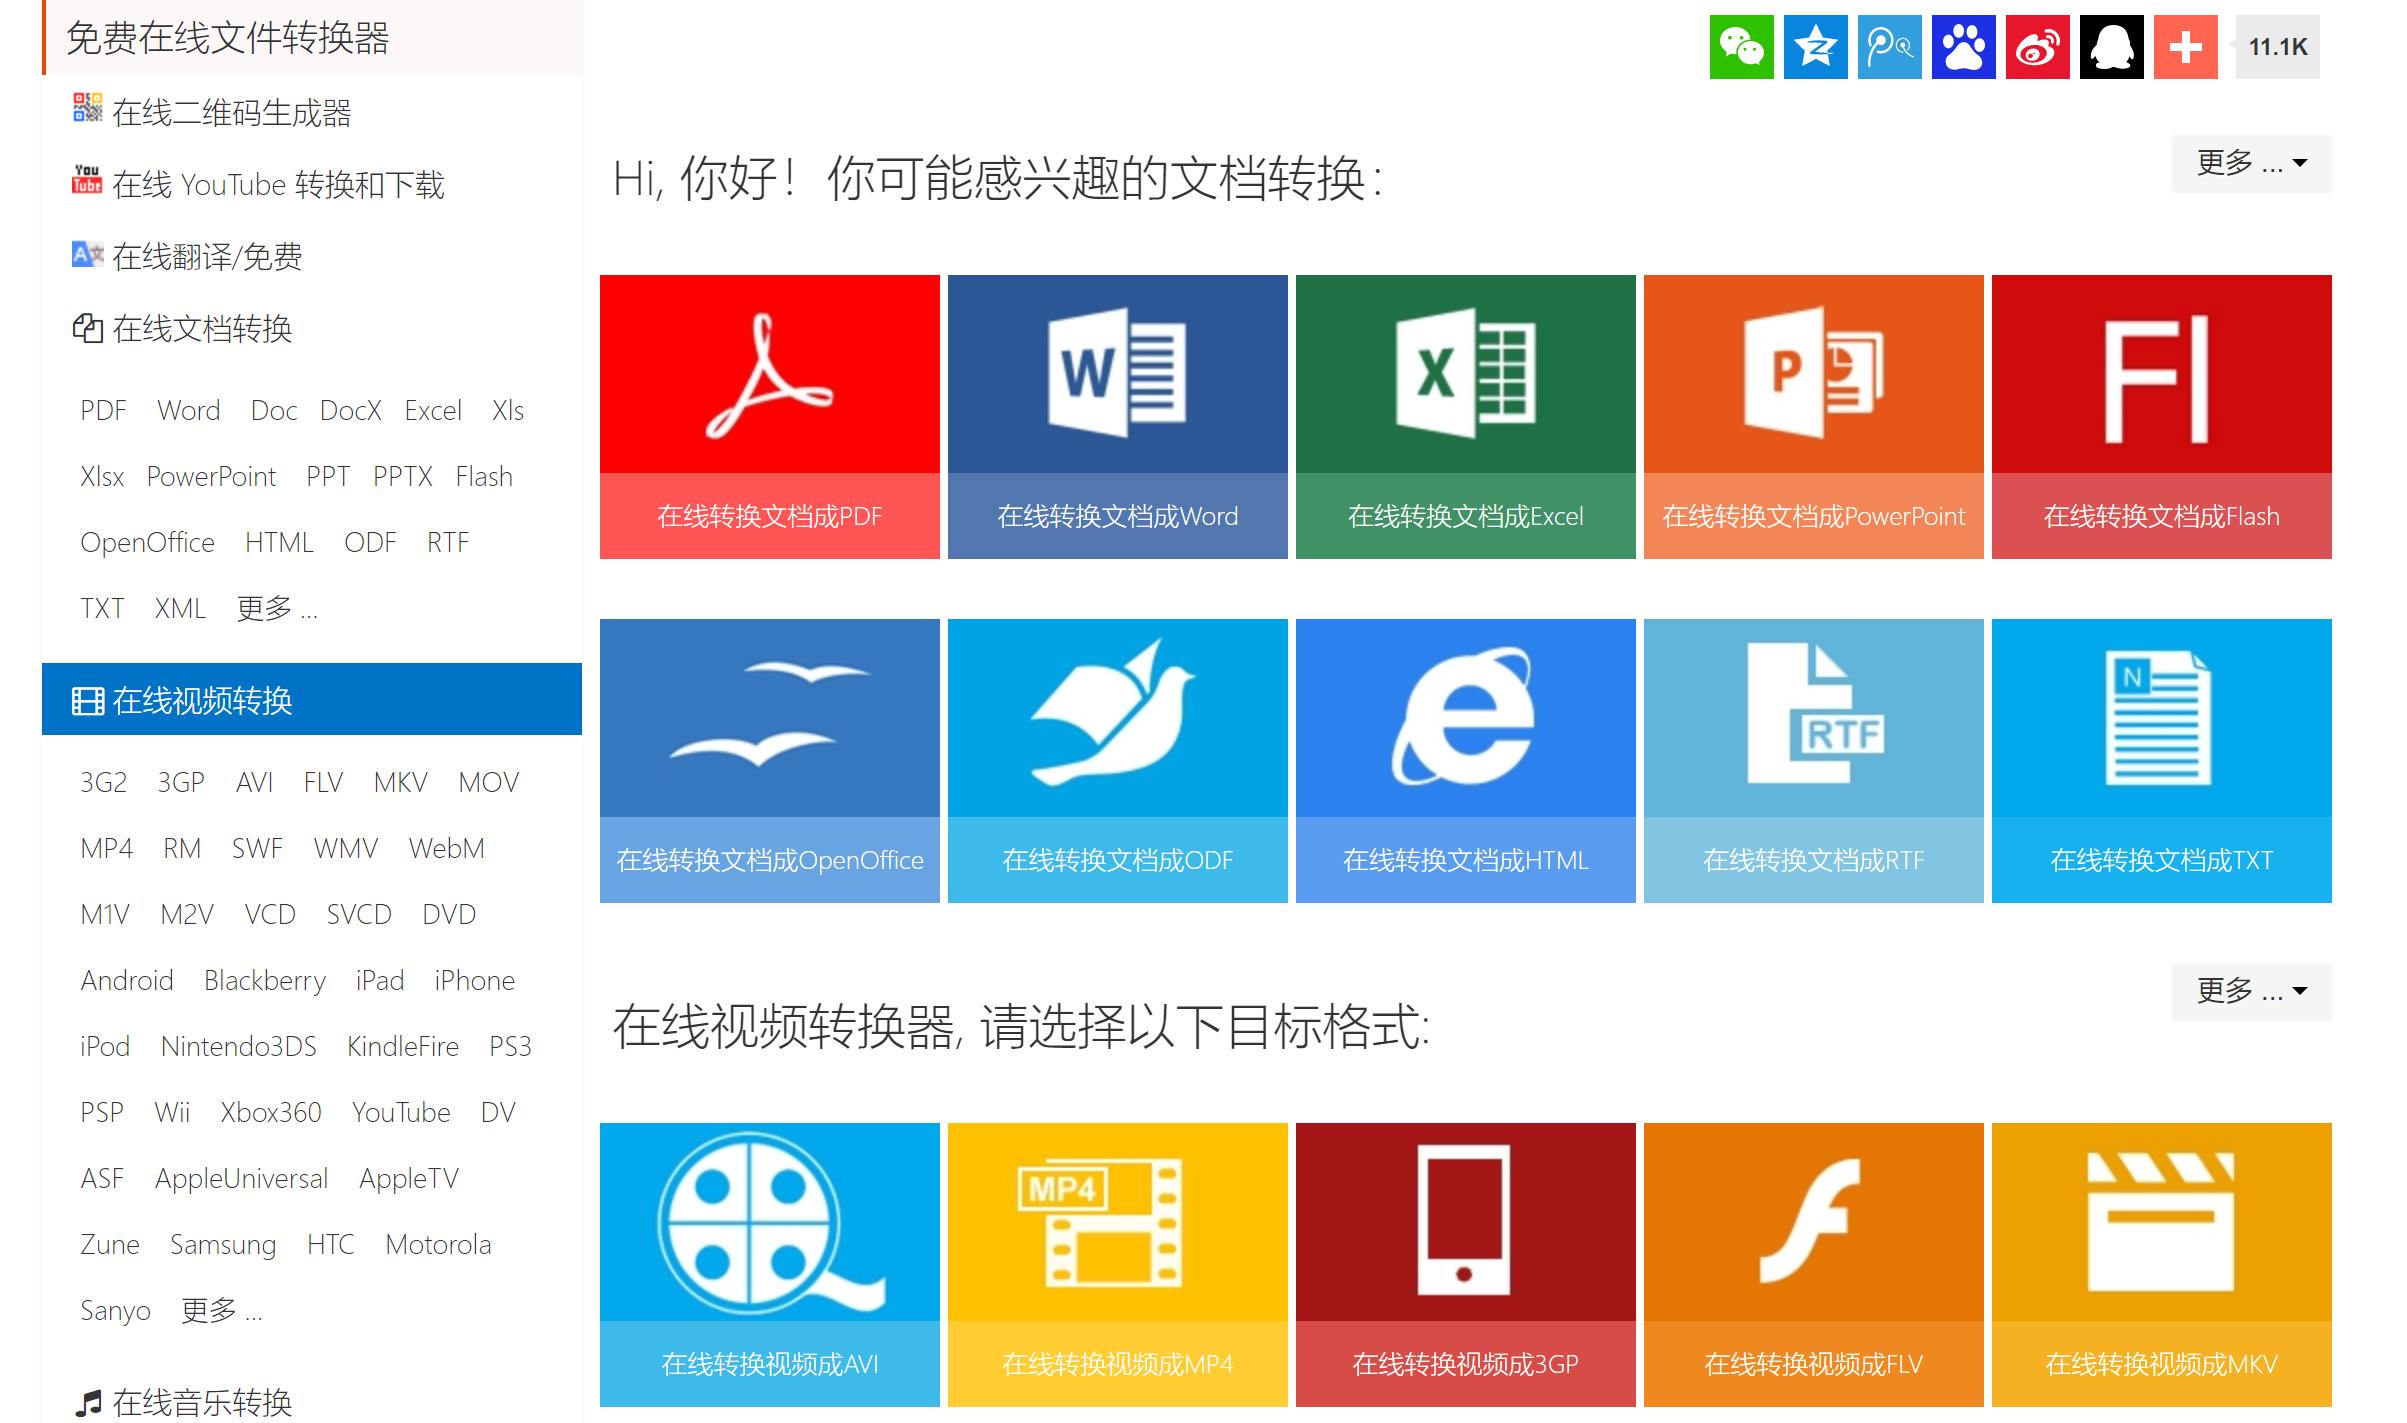 免费在线文件转换器
在线二维码生成器
You
Tube
在线 YouTube 转换和下载
A文
在线翻译/免费
在线文档转换
PDF Word Doc DocX Excel Xls
Xlsx PowerPoint PPT PPTX Flash
OpenOffice HTML ODF RTF
TXT XML 更多 ...
在线视频转换
3G2 3GP AVI FLV MKV MOV
MP4 RM SWF WMV WebM
M1V M2V VCD SVCD DVD
Android Blackberry iPad iPhone
iPod Nintendo3DS KindleFire PS3
PSP Wii Xbox360 YouTube DV
ASF AppleUniversal AppleTV
Zune Samsung HTC Motorola
Sanyo 更多 ...
在线音乐转换
11.1K
Hi, 你好！你可能感兴趣的文档转换：
更多 ...
W X P Fl
在线转换文档成PDF 在线转换文档成Word 在线转换文档成Excel 在线转换文档成PowerPoint 在线转换文档成Flash
RTF N
在线转换文档成OpenOffice 在线转换文档成ODF 在线转换文档成HTML 在线转换文档成RTF 在线转换文档成TXT
更多 ...
在线视频转换器, 请选择以下目标格式:
MP4
在线转换视频成AVI 在线转换视频成MP4 在线转换视频成3GP 在线转换视频成FLV 在线转换视频成MKV